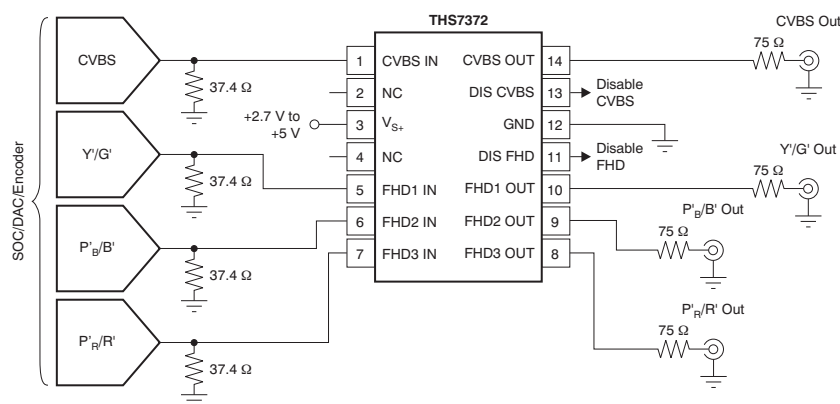 THS7372
CVBS Out
75 Ω
CVBS
37.4 Ω
1 CVBS IN CVBS OUT 14
2 NC DIS CVBS 13 Disable CVBS
+2.7 V to +5 V
3 VS+ GND 12
4 NC DIS FHD 11 Disable FHD
Y'/G' Out
75 Ω
Y'/G'
37.4 Ω
5 FHD1 IN FHD1 OUT 10
6 FHD2 IN FHD2 OUT 9
7 FHD3 IN FHD3 OUT 8
P'B/B' Out
75 Ω
P'B/B'
37.4 Ω
P'R/R' Out
75 Ω
P'R/R'
37.4 Ω
SOC/DAC/Encoder